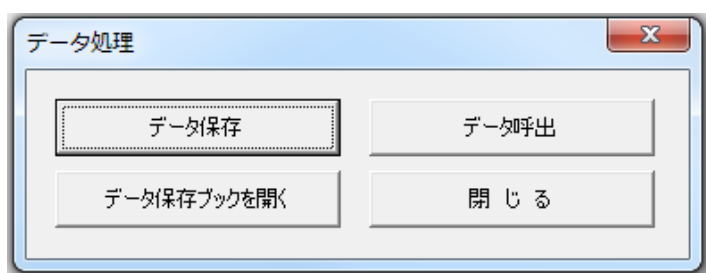 データ処理
データ保存
データ呼出
データ保存ブックを開く
閉 じ る